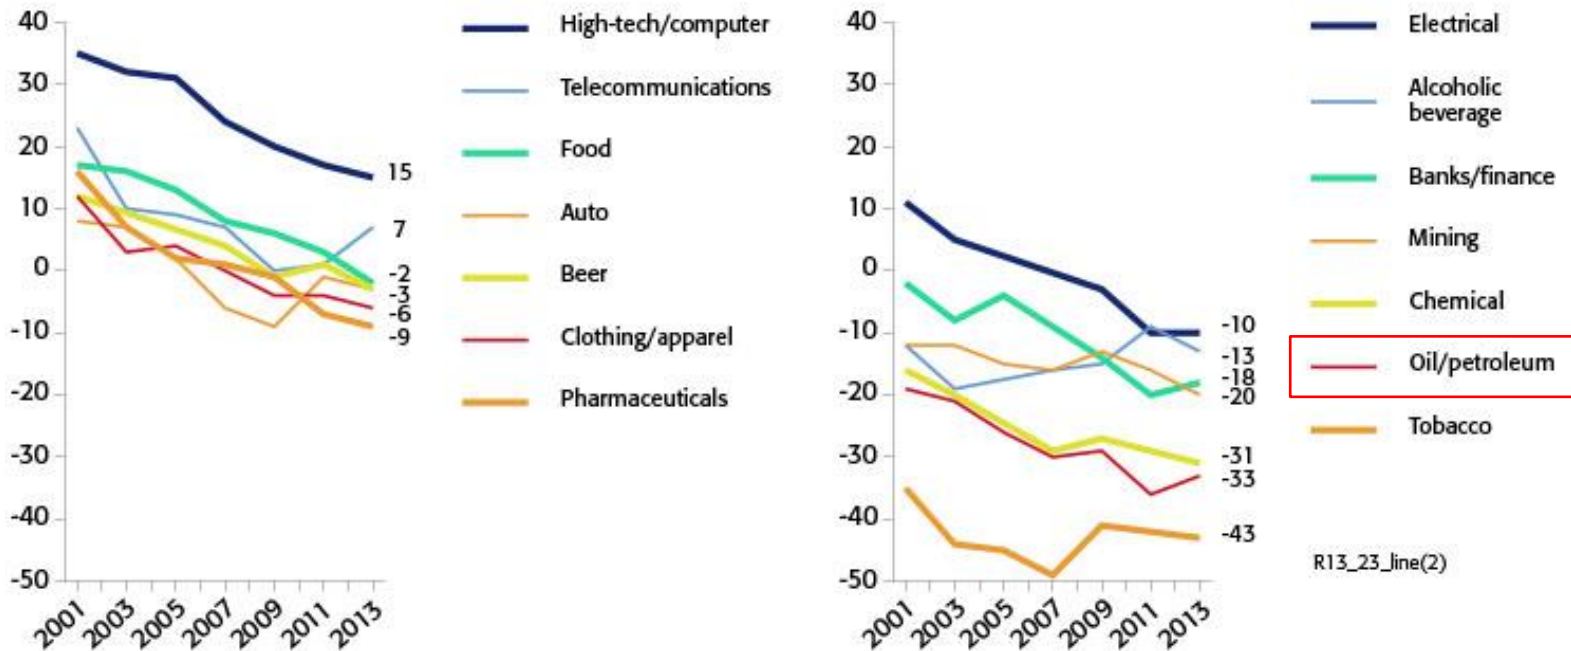 40
30
20
10
0
-10
-20
-30
-40
-50
2001
2003
2005
2007
2009
2011
2013
15
7
-2
-3
-6
-9
High-tech/computer
Telecommunications
Food
Auto
Beer
Clothing/apparel
Pharmaceuticals
40
30
20
10
0
-10
-20
-30
-40
-50
2001
2003
2005
2007
2009
2011
2013
-10
-13
-18
-20
-31
-33
-43
Electrical
Alcoholic
beverage
Banks/finance
Mining
Chemical
Oil/petroleum
Tobacco
R13_23_line(2)